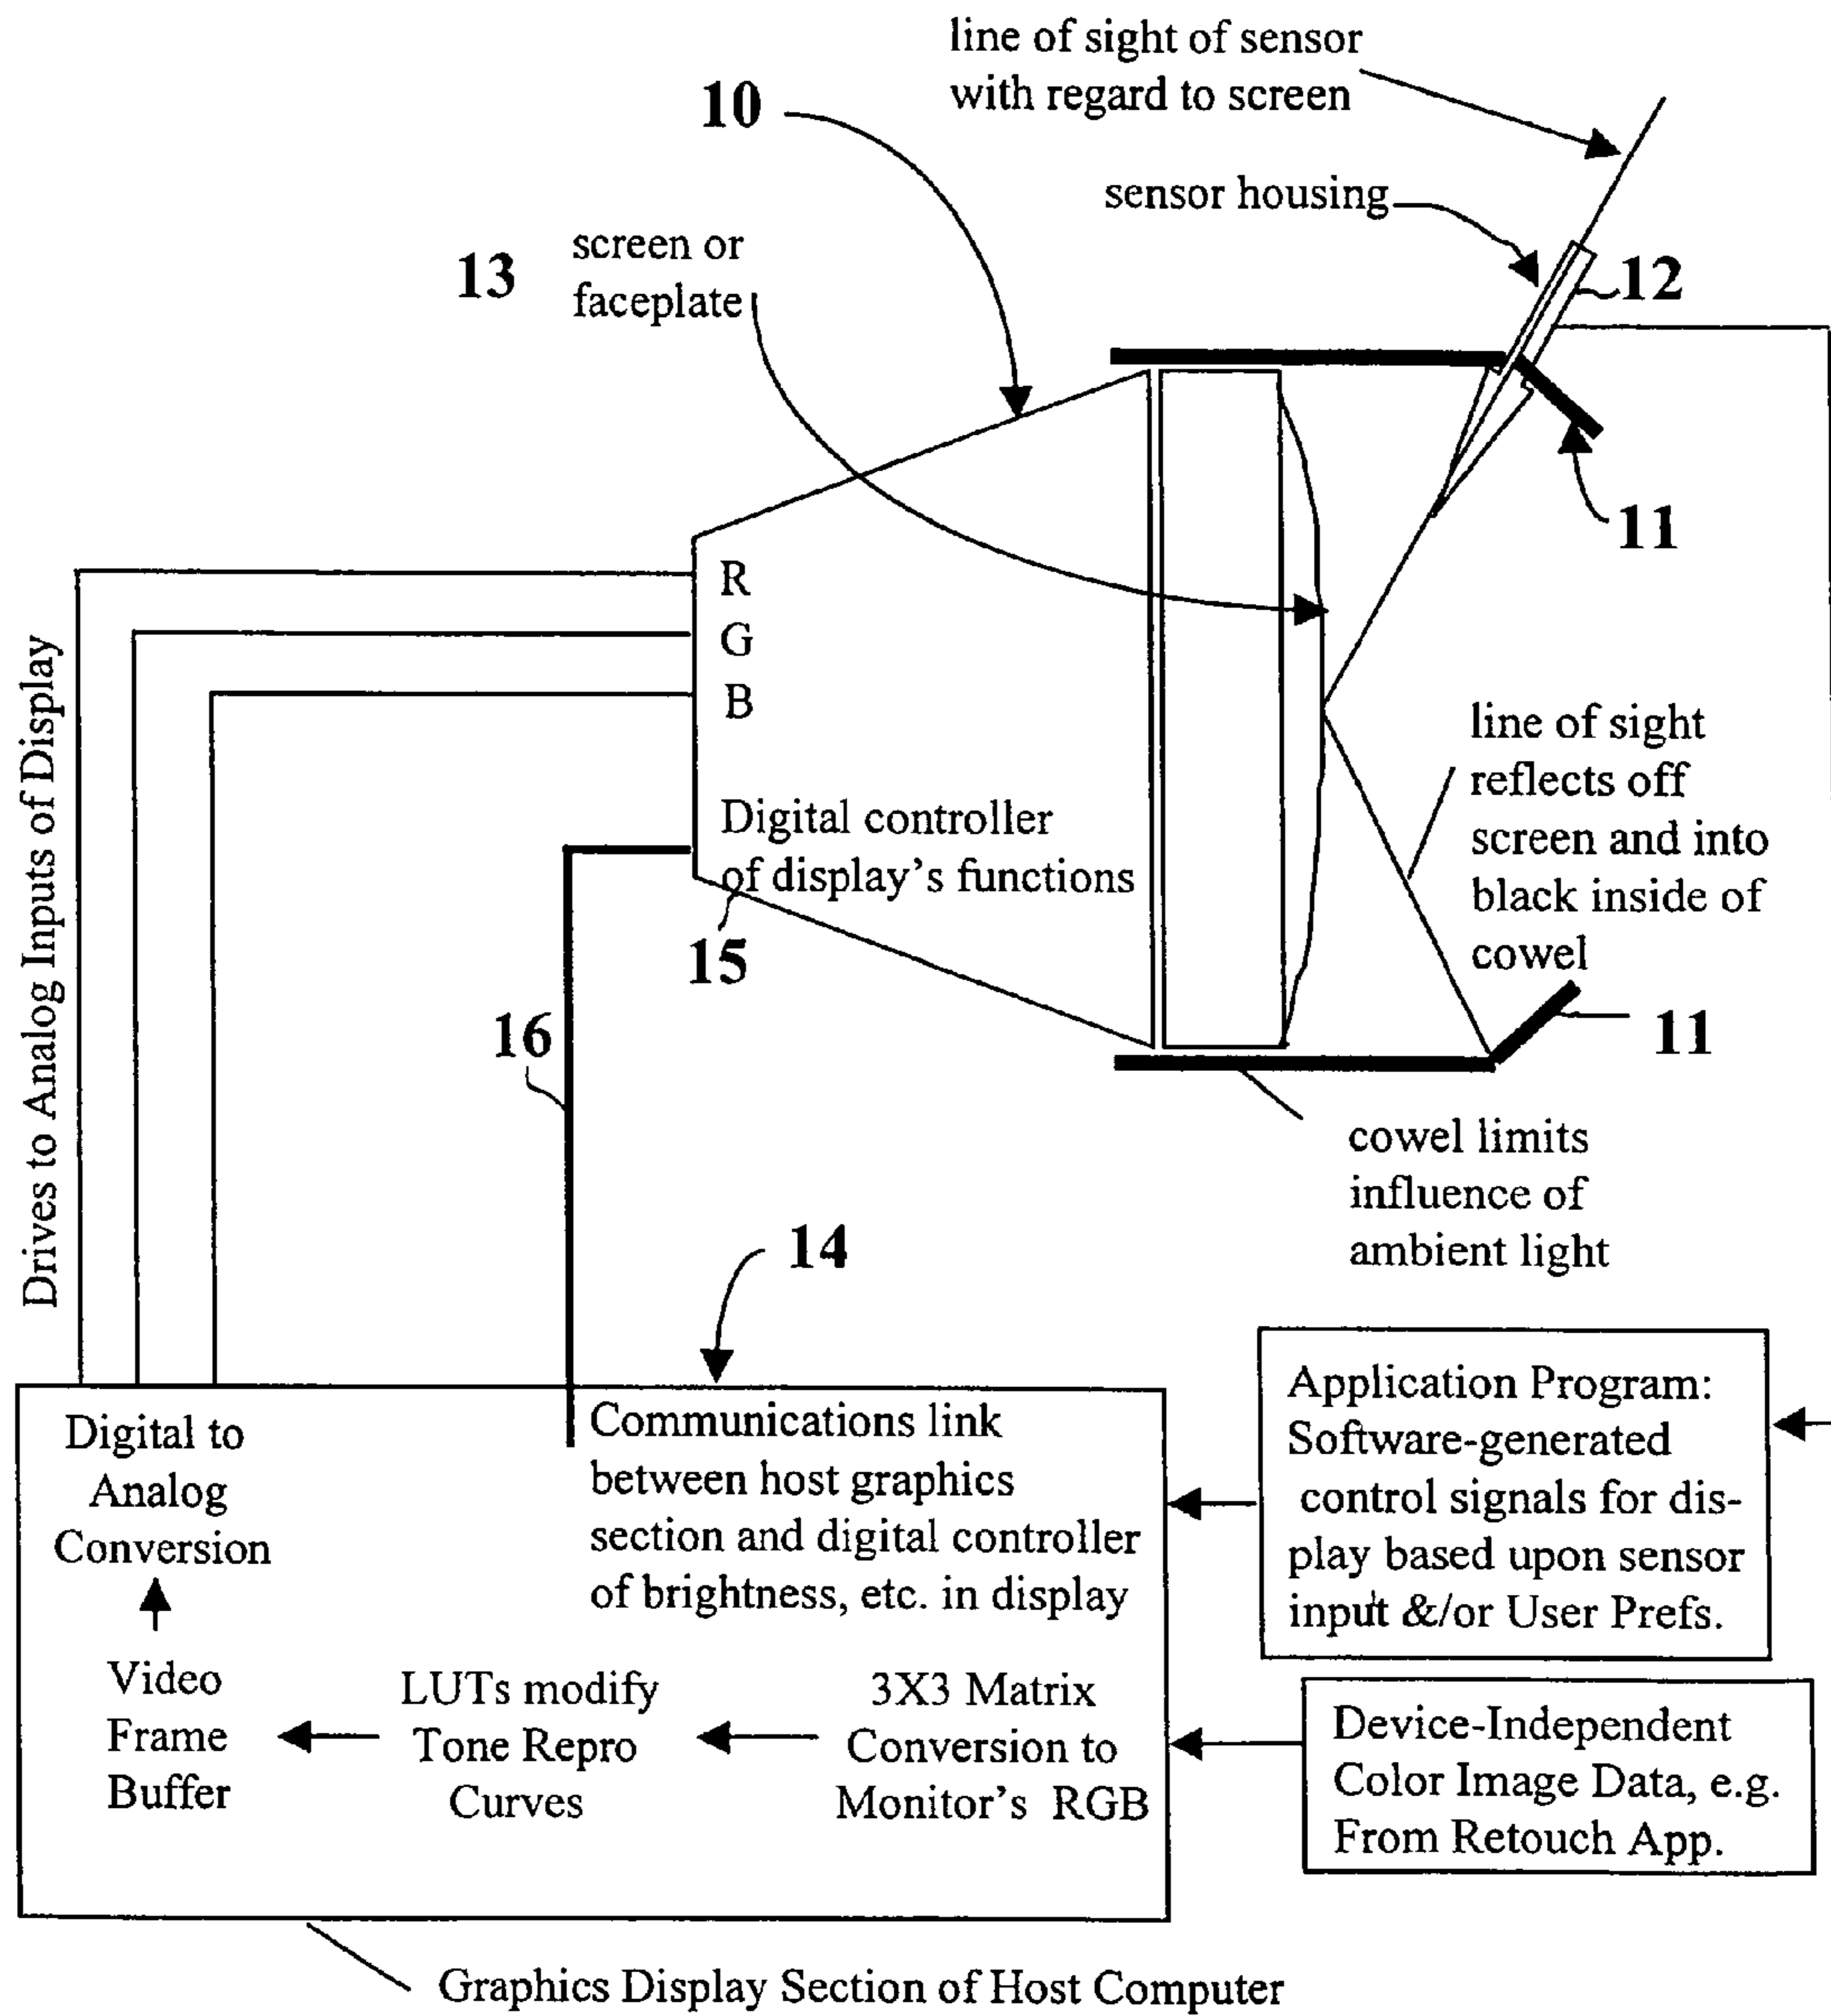 line of sight of sensor
with regard to screen
10
sensor housing
screen or
faceplate
13
12
11
R
G
B
Drives to Analog Inputs of Display
line of sight
reflects off
screen and into
black inside of
cowel
Digital controller
of display's functions
15
16
11
cowel limits
influence of
ambient light
14
Digital to
Analog
Conversion
Communications link
between host graphics
section and digital controller
of brightness, etc. in display
Application Program:
Software-generated
control signals for dis-
play based upon sensor
input &/or User Prefs.
Video
Frame
Buffer
LUTs modify
Tone Repro
Curves
3X3 Matrix
Conversion to
Monitor's RGB
Device-Independent
Color Image Data, e.g.
From Retouch App.
Graphics Display Section of Host Computer